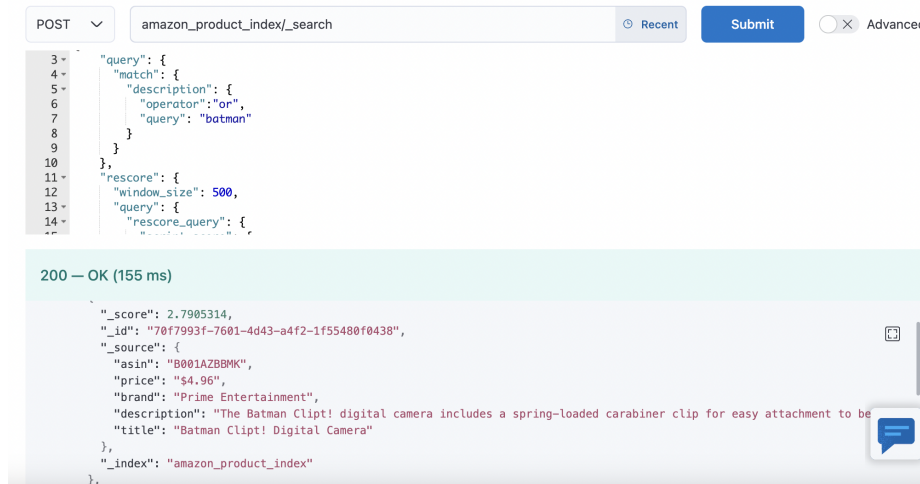 POST
amazon_product_index/_search
Recent
Submit
Advanced
3 "query": {
4 "match": {
5 "description": {
6 "operator":"or",
7 "query": "batman"
8 }
9 }
10 },
11 "rescore": {
12 "window_size": 500,
13 "query": {
14 "rescore_query": {
200 — OK (155 ms)
"_score": 2.7905314,
"_id": "70f7993f-7601-4d43-a4f2-1f55480f0438",
"_source": {
"asin": "B001AZBBMK",
"price": "$4.96",
"brand": "Prime Entertainment",
"description": "The Batman Clipt! digital camera includes a spring-loaded carabiner clip for easy attachment to be
"title": "Batman Clipt! Digital Camera"
},
"_index": "amazon_product_index"
},